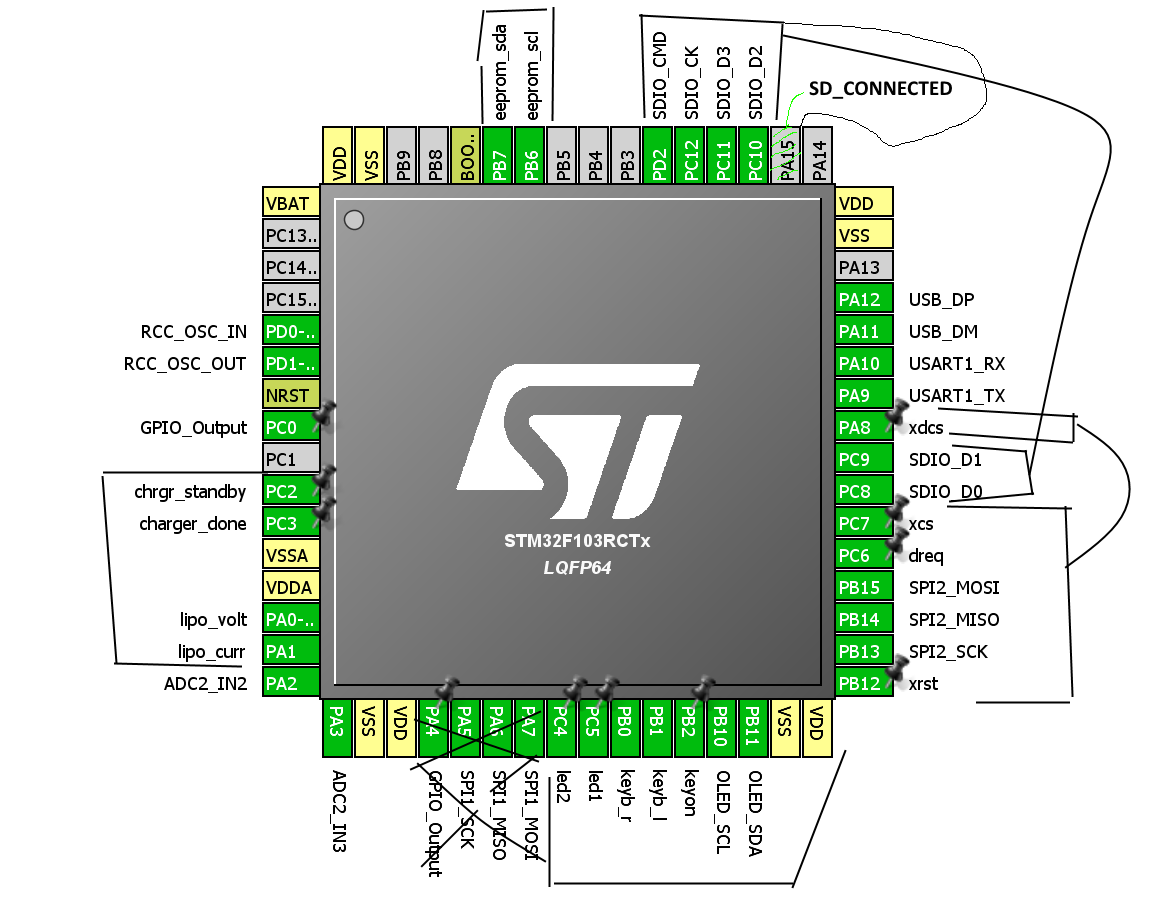 eeprom_sda
eeprom_scl
SDIO_CMD
SDIO_CK
SDIO_D3
SDIO_D2
SD_CONNECTED
VDD
VSS
PB9
PB8
BOO..
PB7
PB6
PB5
PB4
PB3
PD2
PC12
PC11
PC10
PA15
PA14
VBAT
PC13..
PC14..
PC15..
RCC_OSC_IN PD0-..
RCC_OSC_OUT PD1-..
NRST
GPIO_Output PC0
PC1
chrgr_standby PC2
charger_done PC3
VSSA
VDDA
lipo_volt PA0-..
lipo_curr PA1
ADC2_IN2 PA2
ST
STM32F103RCTx
LQFP64
VDD
VSS
PA13
PA12 USB_DP
PA11 USB_DM
PA10 USART1_RX
PA9 USART1_TX
PA8 xdcs
PC9 SDIO_D1
PC8 SDIO_D0
PC7 xcs
PC6 dreq
PB15 SPI2_MOSI
PB14 SPI2_MISO
PB13 SPI2_SCK
PB12 xrst
PA3
VSS
VDD
PA4
PA5
PA6
PA7
PC4
PC5
PB0
PB1
PB2
PB10
PB11
VSS
VDD
ADC2_IN3
GPIO_Output
SPI1_SCK
SPI1_MISO
SPI1_MOSI
led2
led1
keyb_r
keyb_l
keyon
OLED_SCL
OLED_SDA